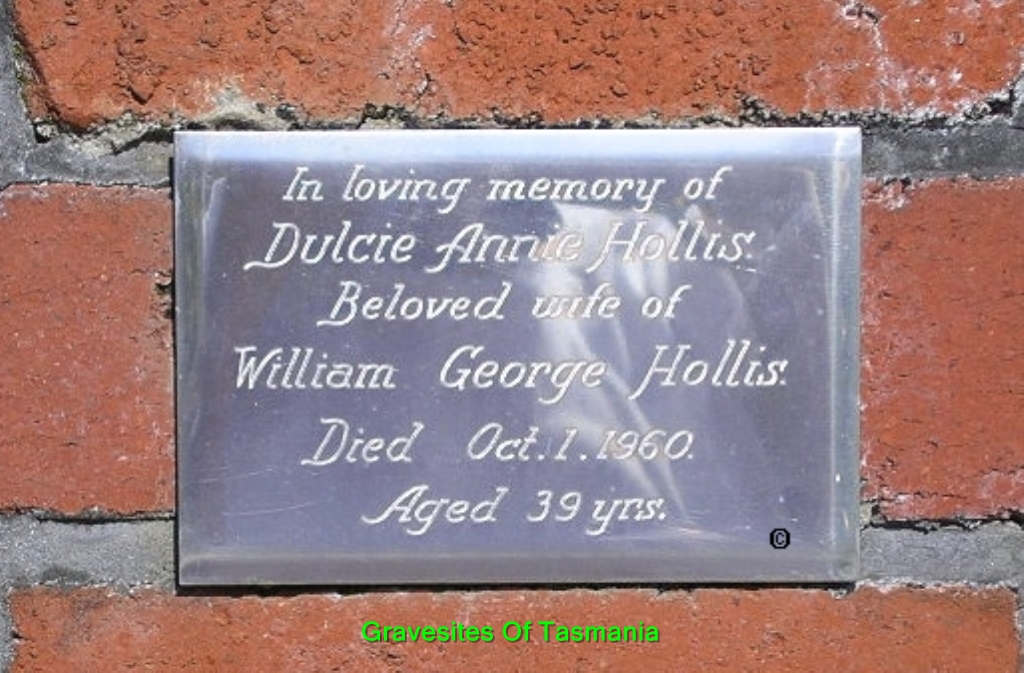 In loving memory of
Dulcie Annie Hollis.
Beloved wife of
William George Hollis.
Died Oct. 1. 1960.
Aged 39 yrs.
©
Gravesites Of Tasmania